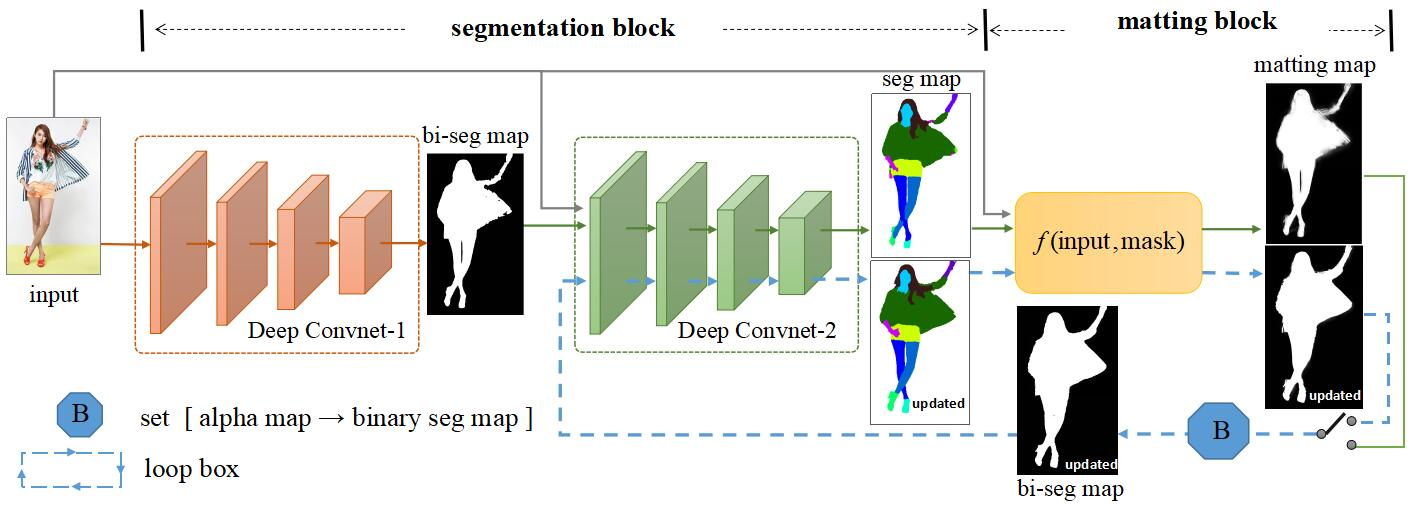 segmentation block
matting block
seg map
matting map
bi-seg map
input
Deep Convnet-1
Deep Convnet-2
f(input,mask)
updated
updated
B
set [ alpha map → binary seg map ]
B
updated
loop box
bi-seg map